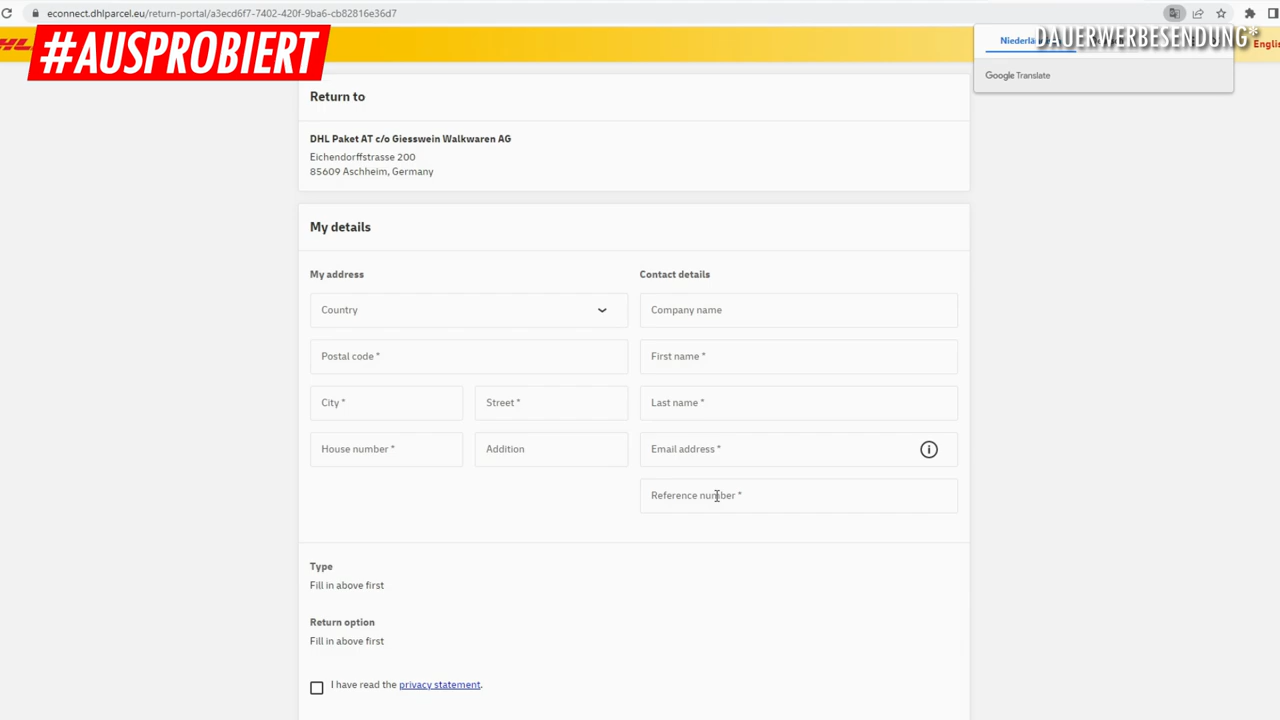 econnect.dhlparcel.eu/return-portal/a3ecd6f7-7402-420f-9ba6-cb82816e36d7
#AUSPROBIERT
DAUERWERBESENDUNG*
Google Translate
Return to
DHL Paket AT c/o Giesswein Walkwaren AG
Eichendorffstrasse 200
85609 Aschheim, Germany
My details
My address
Contact details
Country
Company name
Postal code *
First name *
City *
Street *
Last name *
House number *
Addition
Email address *
Reference number *
Type
Fill in above first
Return option
Fill in above first
I have read the privacy statement.